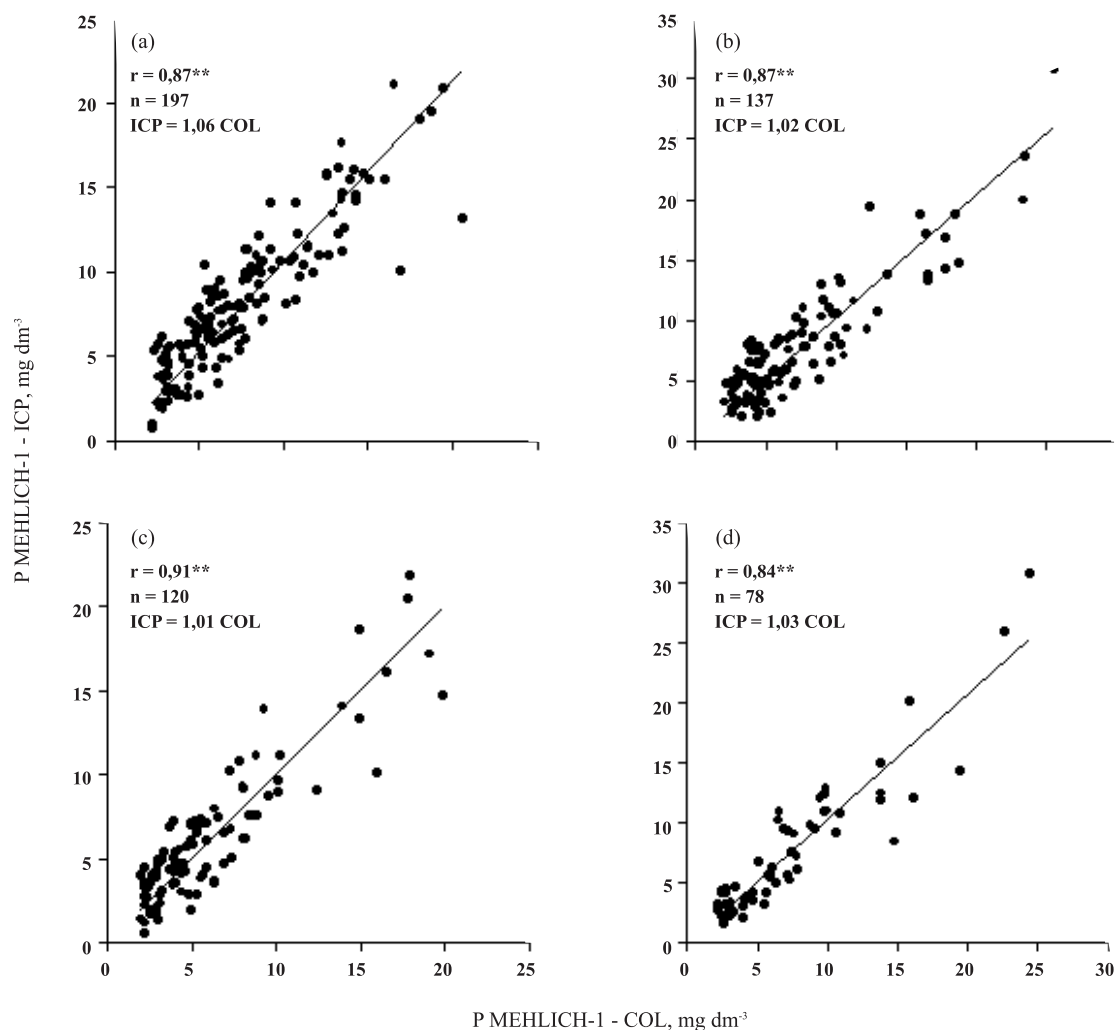 P MEHLICH-1 - ICP, mg dm⁻³
25
20
15
10
5
0
(a)
r = 0,87**
n = 197
ICP = 1,06 COL
35
30
25
20
15
10
5
0
(b)
r = 0,87**
n = 137
ICP = 1,02 COL
25
20
15
10
5
0
(c)
r = 0,91**
n = 120
ICP = 1,01 COL
0 5 10 15 20 25
35
30
25
20
15
10
5
0
(d)
r = 0,84**
n = 78
ICP = 1,03 COL
0 5 10 15 20 25 30
P MEHLICH-1 - COL, mg dm⁻³